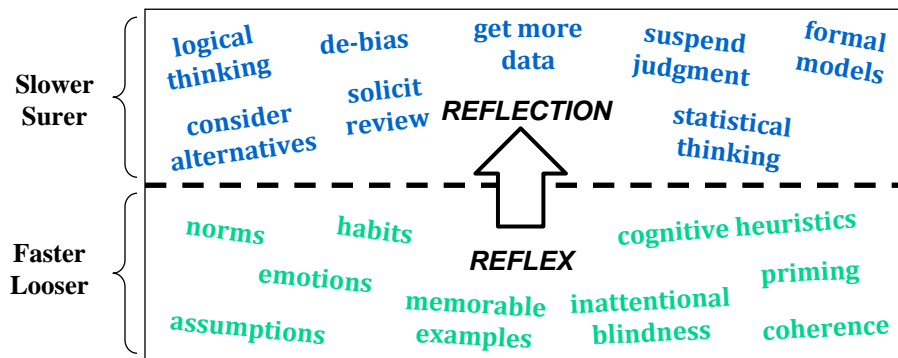 Slower
Surer
logical
thinking
de-bias
get more
data
suspend
judgment
formal
models
consider
alternatives
solicit
review
REFLECTION
statistical
thinking
Faster
Looser
norms
habits
cognitive heuristics
REFLEX
emotions
priming
assumptions
memorable
examples
inattentional
blindness
coherence